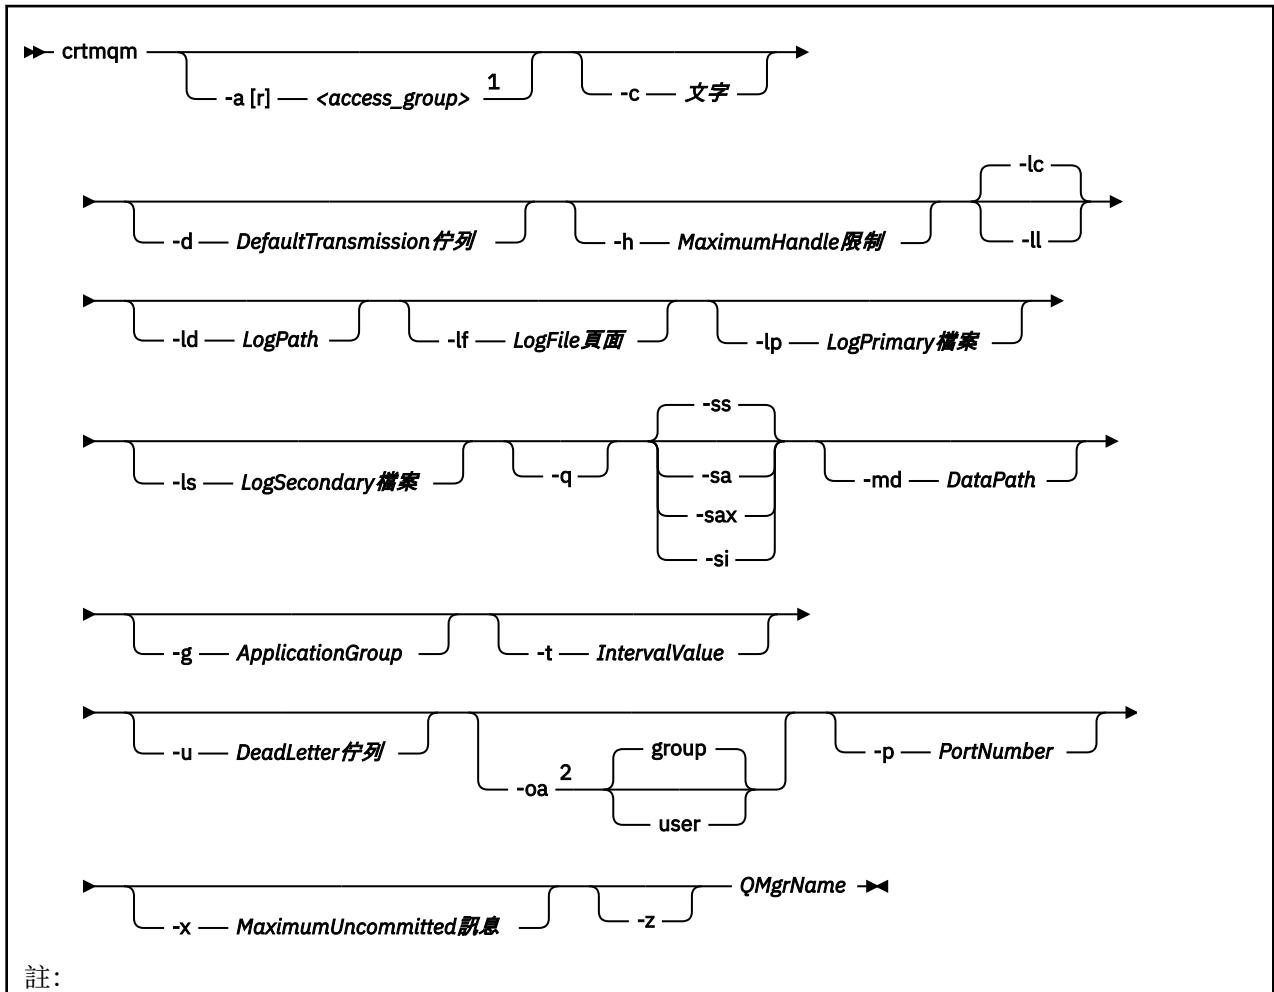 crtmqm
-a [r] <access_group> 1 -c 文字
-lc
-d DefaultTransmission佇列 -h MaximumHandle限制 -ll
-ld LogPath -lf LogFile頁面 -lp LogPrimary檔案
-ss
-ls LogSecondary檔案 -q -sa -md DataPath
-sax
-si
-g ApplicationGroup -t IntervalValue
-u DeadLetter佇列 -oa 2 group -p PortNumber
user
-x MaximumUncommitted訊息 -z QMgrName
註：